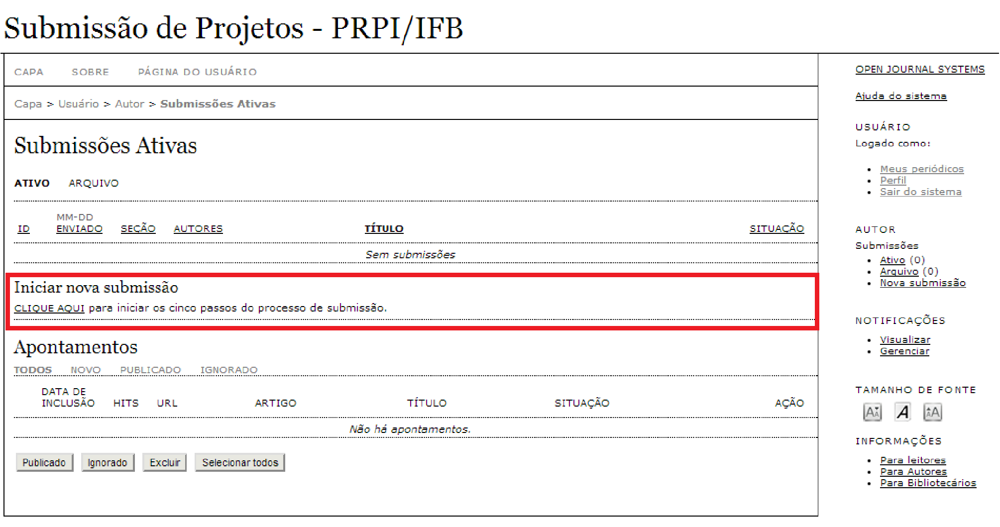 Submissão de Projetos - PRPI/IFB
CAPA SOBRE PÁGINA DO USUÁRIO
Capa > Usuário > Autor > Submissões Ativas
Submissões Ativas
ATIVO ARQUIVO
ID MM-DD ENVIADO SEÇÃO AUTORES TÍTULO SITUAÇÃO
Sem submissões
Iniciar nova submissão
CLIQUE AQUI para iniciar os cinco passos do processo de submissão.
Apontamentos
TODOS NOVO PUBLICADO IGNORADO
DATA DE INCLUSÃO HITS URL ARTIGO TÍTULO SITUAÇÃO AÇÃO
Não há apontamentos.
Publicado Ignorado Excluir Selecionar todos
OPEN JOURNAL SYSTEMS
Ajuda do sistema
USUÁRIO
Logado como:
Meus periódicos
Perfil
Sair do sistema
AUTOR
Submissões
Ativo (0)
Arquivo (0)
Nova submissão
NOTIFICAÇÕES
Visualizar
Gerenciar
TAMANHO DE FONTE
INFORMAÇÕES
Para leitores
Para Autores
Para Bibliotecários